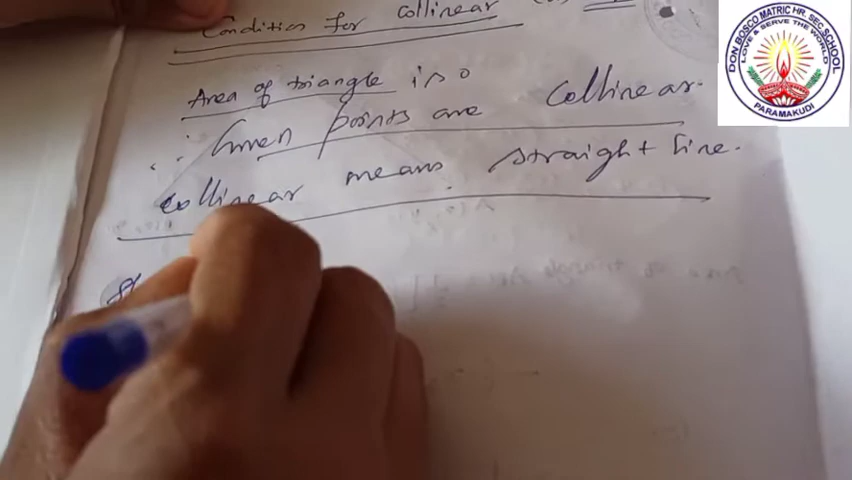 Condition for collinear
Area of triangle is 0
∴ Given points are collinear.
collinear means straight line.
DON BOSCO MATRIC HR. SEC SCHOOL
LOVE & SERVE THE WORLD
PARAMAKUDI